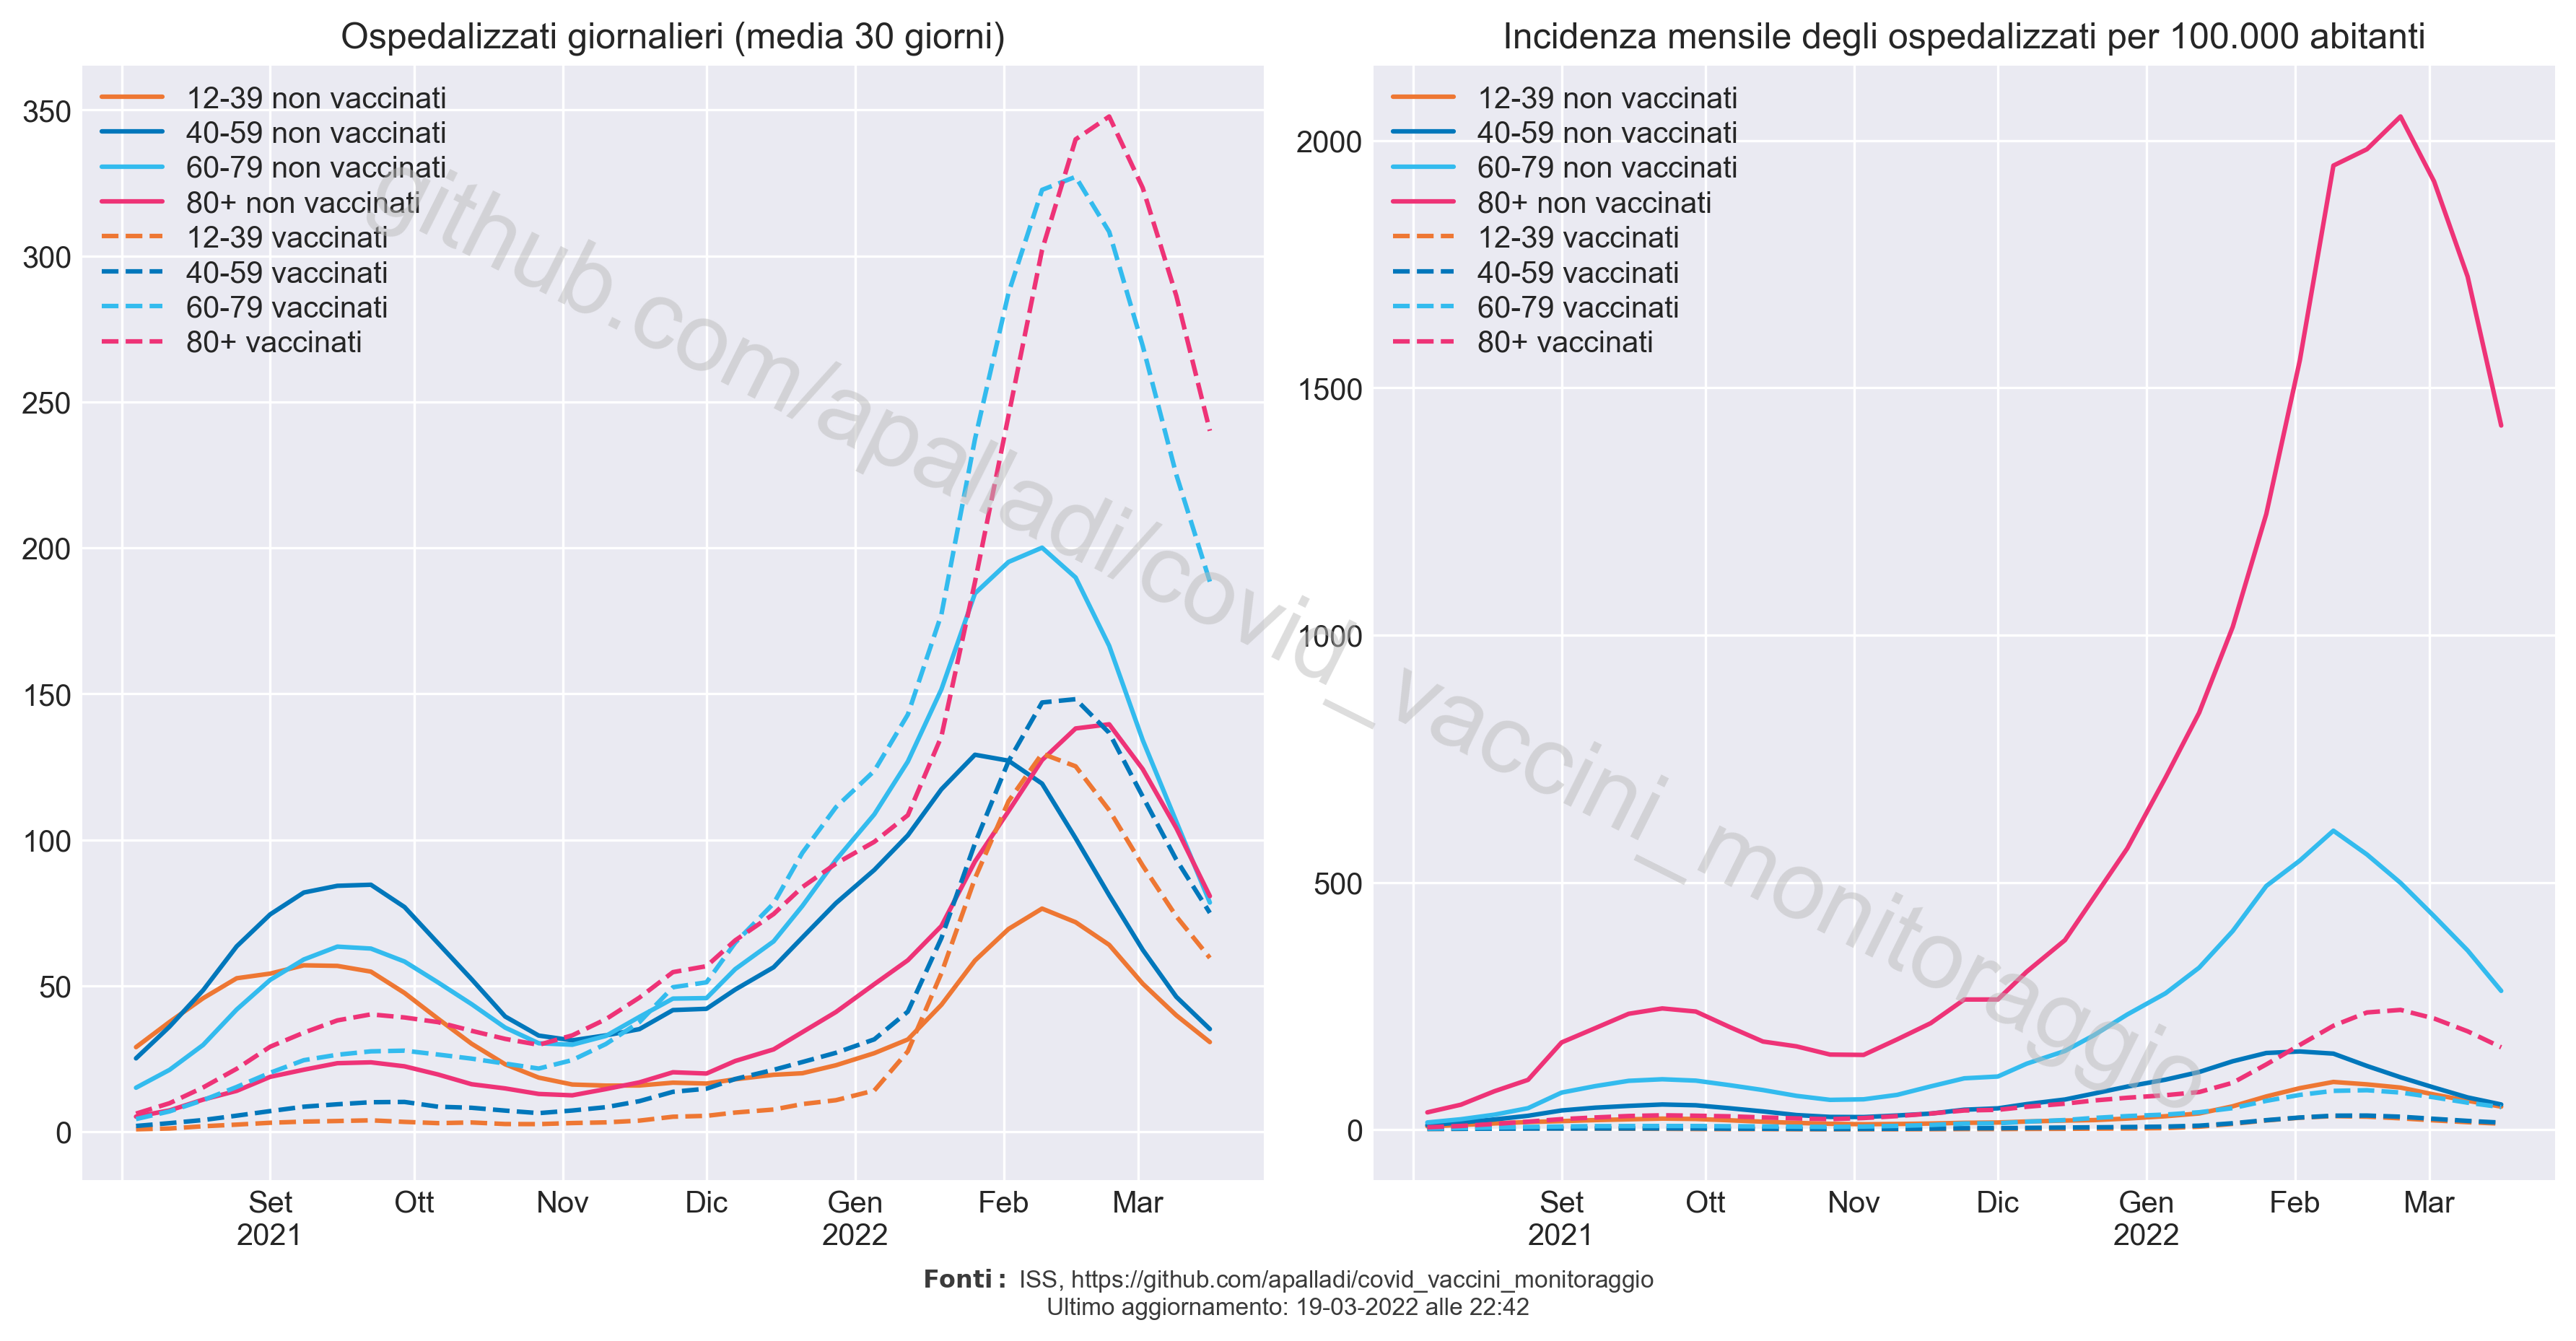 Ospedalizzati giornalieri (media 30 giorni)
350
300
250
200
150
100
50
0
12-39 non vaccinati
40-59 non vaccinati
60-79 non vaccinati
80+ non vaccinati
12-39 vaccinati
40-59 vaccinati
60-79 vaccinati
80+ vaccinati
Set
2021
Ott
Nov
Dic
Gen
2022
Feb
Mar
Incidenza mensile degli ospedalizzati per 100.000 abitanti
2000
1500
1000
500
0
12-39 non vaccinati
40-59 non vaccinati
60-79 non vaccinati
80+ non vaccinati
12-39 vaccinati
40-59 vaccinati
60-79 vaccinati
80+ vaccinati
Set
2021
Ott
Nov
Dic
Gen
2022
Feb
Mar
github.com/apalladi/covid_vaccini_monitoraggio
Fonti: ISS, https://github.com/apalladi/covid_vaccini_monitoraggio
Ultimo aggiornamento: 19-03-2022 alle 22:42